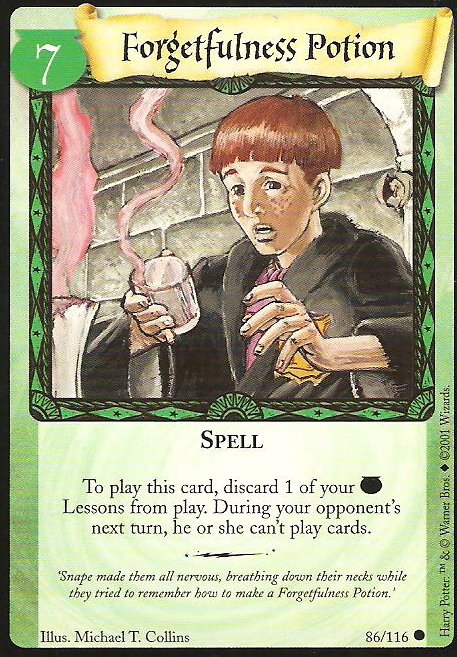 7
Forgetfulness Potion
SPELL
To play this card, discard 1 of your
Lessons from play. During your opponent's
next turn, he or she can't play cards.
'Snape made them all nervous, breathing down their necks while
they tried to remember how to make a Forgetfulness Potion.'
Illus. Michael T. Collins
86/116
Harry Potter: ™ & © Warner Bros. ◆ ©2001 Wizards.